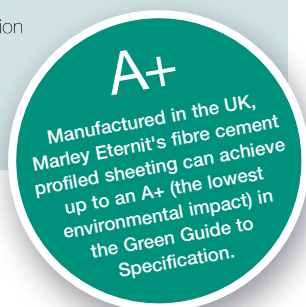 ion
A+
Manufactured in the UK,
Marley Eternit's fibre cement
profiled sheeting can achieve
up to an A+ (the lowest
environmental impact) in
the Green Guide to
Specification.